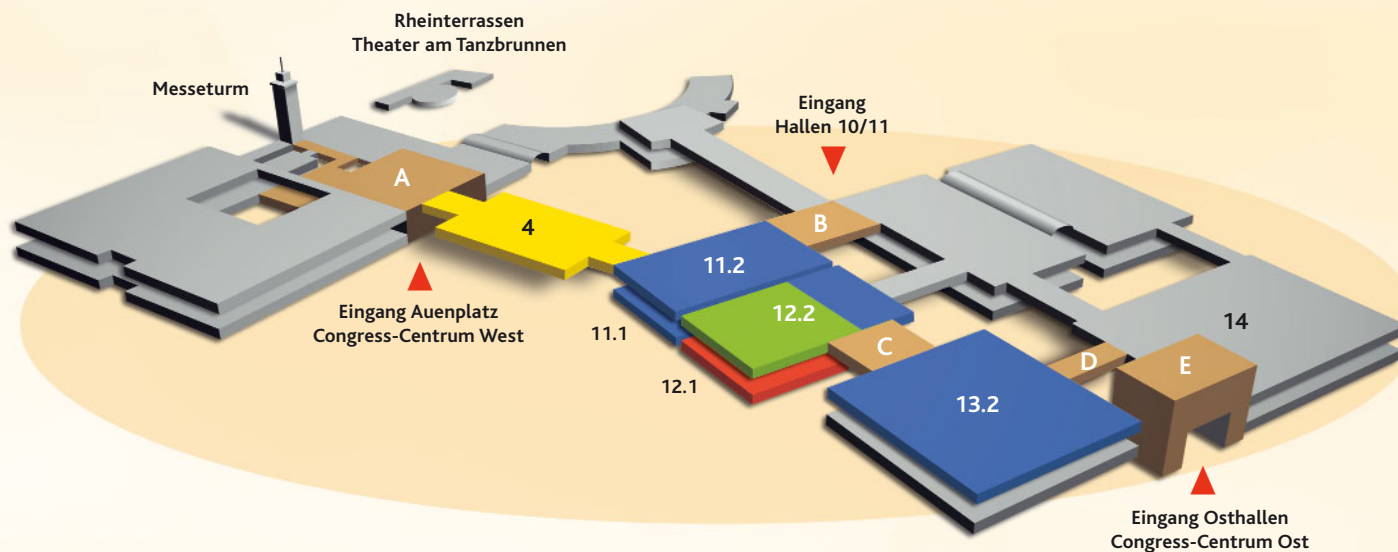 Rheinterrassen
Theater am Tanzbrunnen
Messeturm
Eingang
Hallen 10/11
A
B
4
11.2
12.2
11.1
12.1
C
13.2
D
E
14
Eingang Auenplatz
Congress-Centrum West
Eingang Osthallen
Congress-Centrum Ost